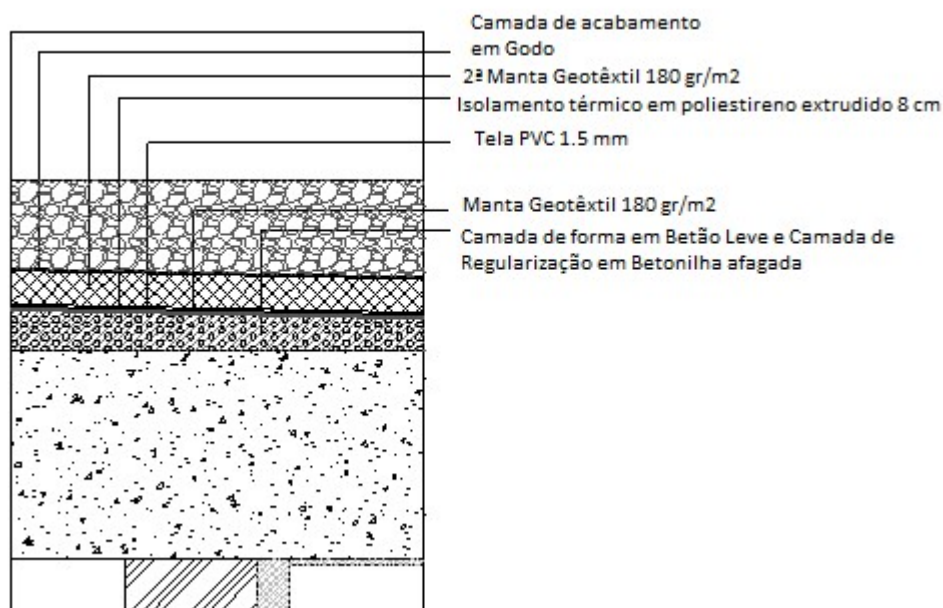 Camada de acabamento
em Godo
2ª Manta Geotêxtil 180 gr/m2
Isolamento térmico em poliestireno extrudido 8 cm
Tela PVC 1.5 mm
Manta Geotêxtil 180 gr/m2
Camada de forma em Betão Leve e Camada de
Regularização em Betonilha afagada